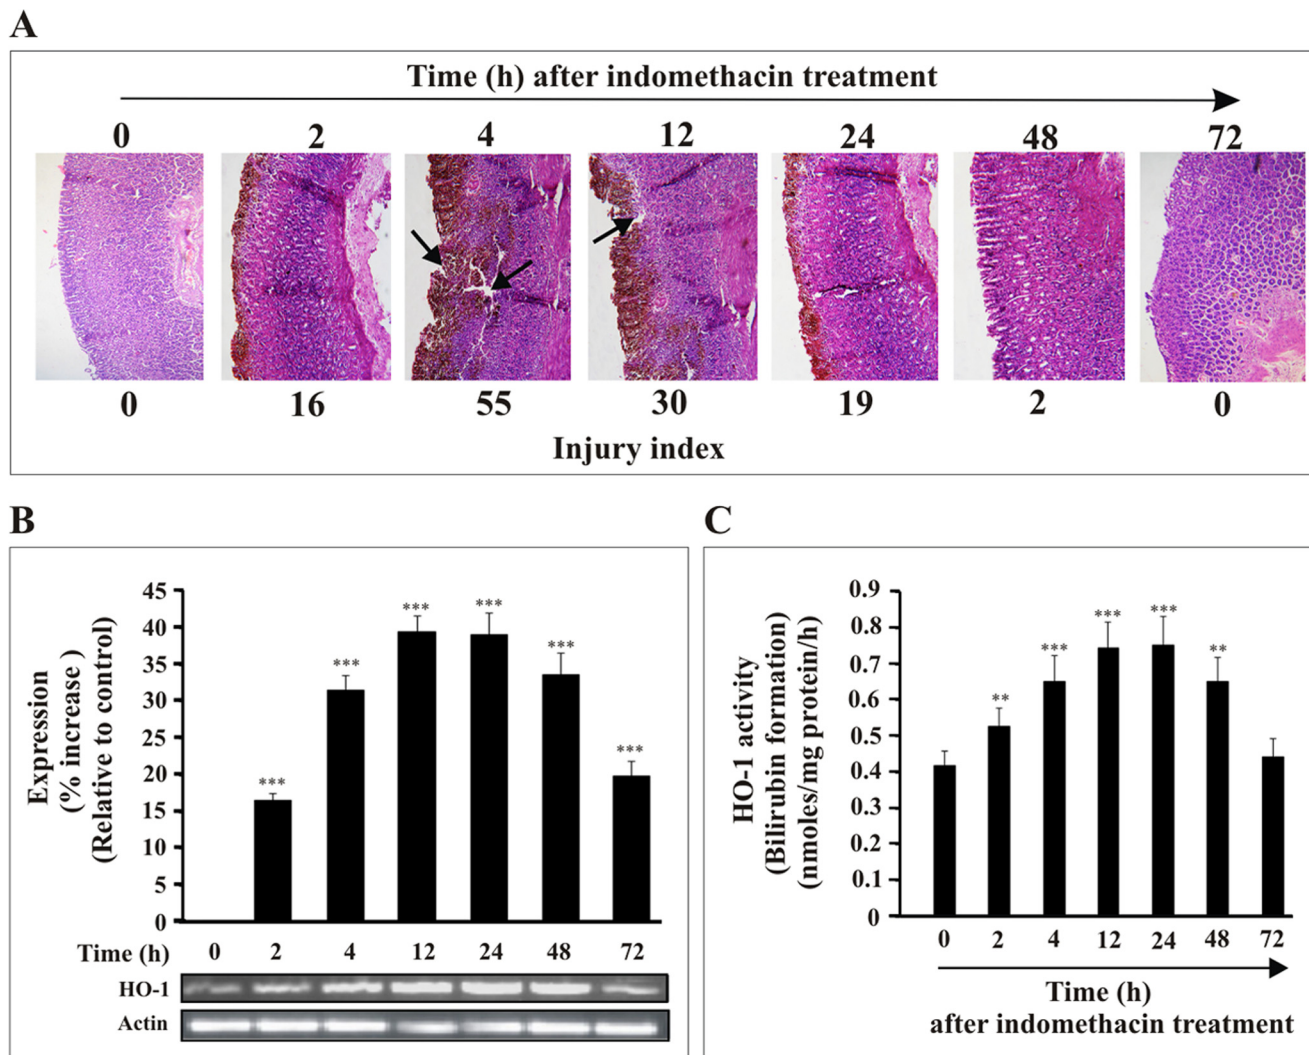 A
Time (h) after indomethacin treatment
0 2 4 12 24 48 72
0 16 55 30 19 2 0
Injury index
B
Expression
(% increase )
(Relative to control)
45
40
35
30
25
20
15
10
5
0
*** *** *** *** *** ***
Time (h) 0 2 4 12 24 48 72
HO-1
Actin
C
HO-1 activity
(Bilirubin formation)
(nmoles/mg protein/h)
0.9
0.8
0.7
0.6
0.5
0.4
0.3
0.2
0.1
0
** *** *** *** **
0 2 4 12 24 48 72
Time (h)
after indomethacin treatment